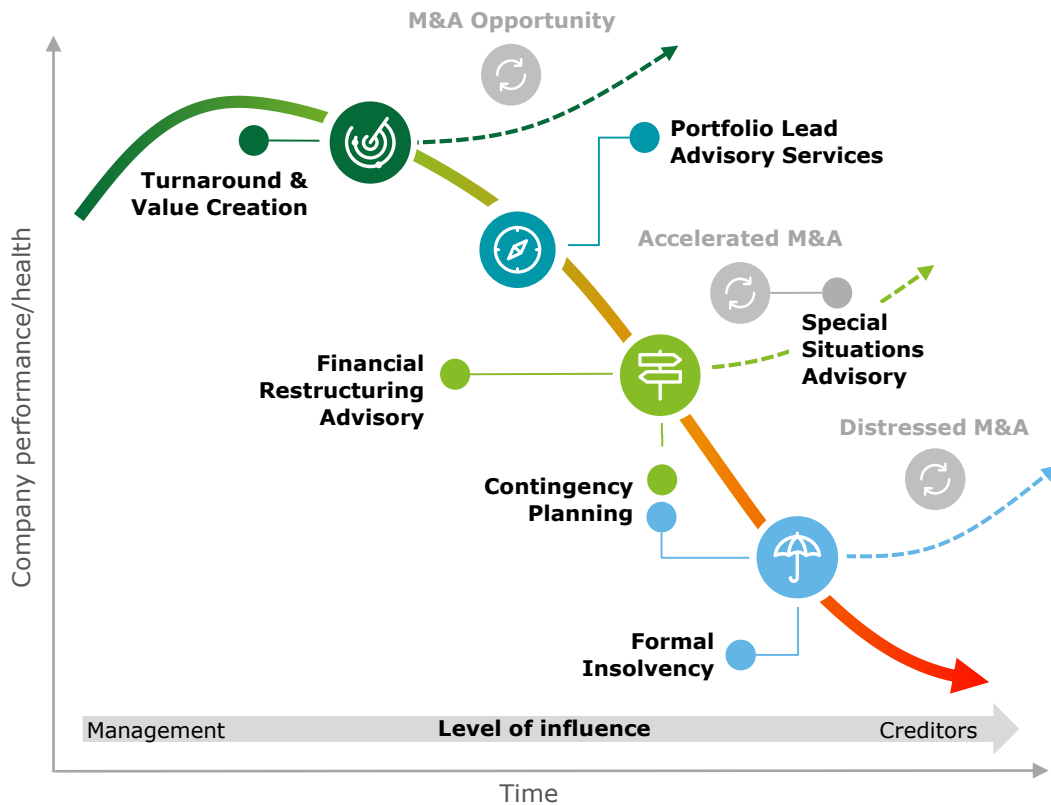 M&A Opportunity
Portfolio Lead
Advisory Services
Turnaround &
Value Creation
Accelerated M&A
Special
Situations
Advisory
Financial
Restructuring
Advisory
Distressed M&A
Contingency
Planning
Formal
Insolvency
Company performance/health
Management
Level of influence
Creditors
Time